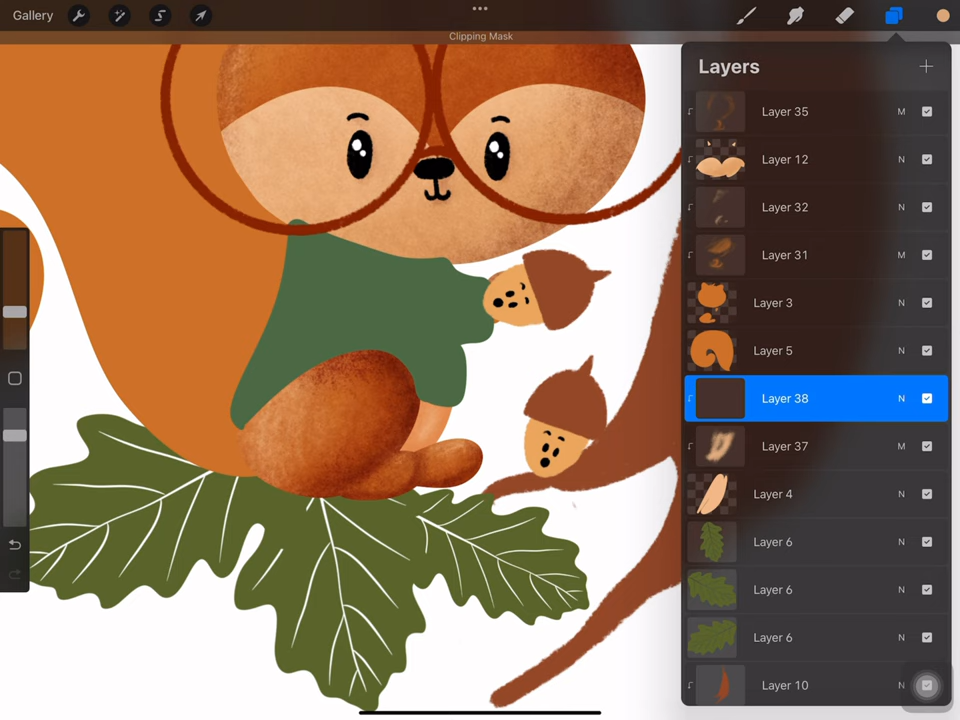 Gallery
Clipping Mask
Layers
Layer 35 M
Layer 12 N
Layer 32 N
Layer 31 M
Layer 3 N
Layer 5 N
Layer 38 N
Layer 37 M
Layer 4 N
Layer 6 N
Layer 6 N
Layer 6 N
Layer 10 N